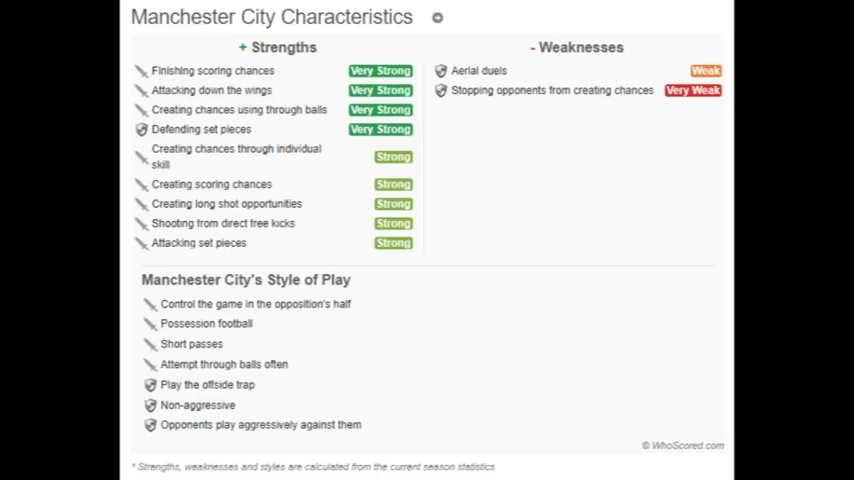 Manchester City Characteristics
+ Strengths
Finishing scoring chances Very Strong
Attacking down the wings Very Strong
Creating chances using through balls Very Strong
Defending set pieces Very Strong
Creating chances through individual
skill Strong
Creating scoring chances Strong
Creating long shot opportunities Strong
Shooting from direct free kicks Strong
Attacking set pieces Strong
- Weaknesses
Aerial duels Weak
Stopping opponents from creating chances Very Weak
Manchester City's Style of Play
Control the game in the opposition's half
Possession football
Short passes
Attempt through balls often
Play the offside trap
Non-aggressive
Opponents play aggressively against them
© WhoScored.com
* Strengths, weaknesses and styles are calculated from the current season statistics